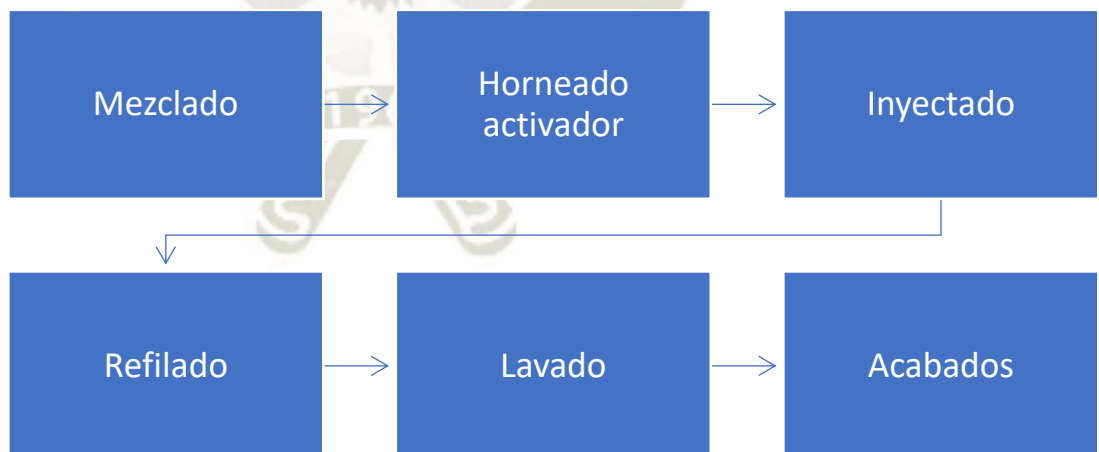 Mezclado
Horneado
activador
Inyectado
Refilado
Lavado
Acabados